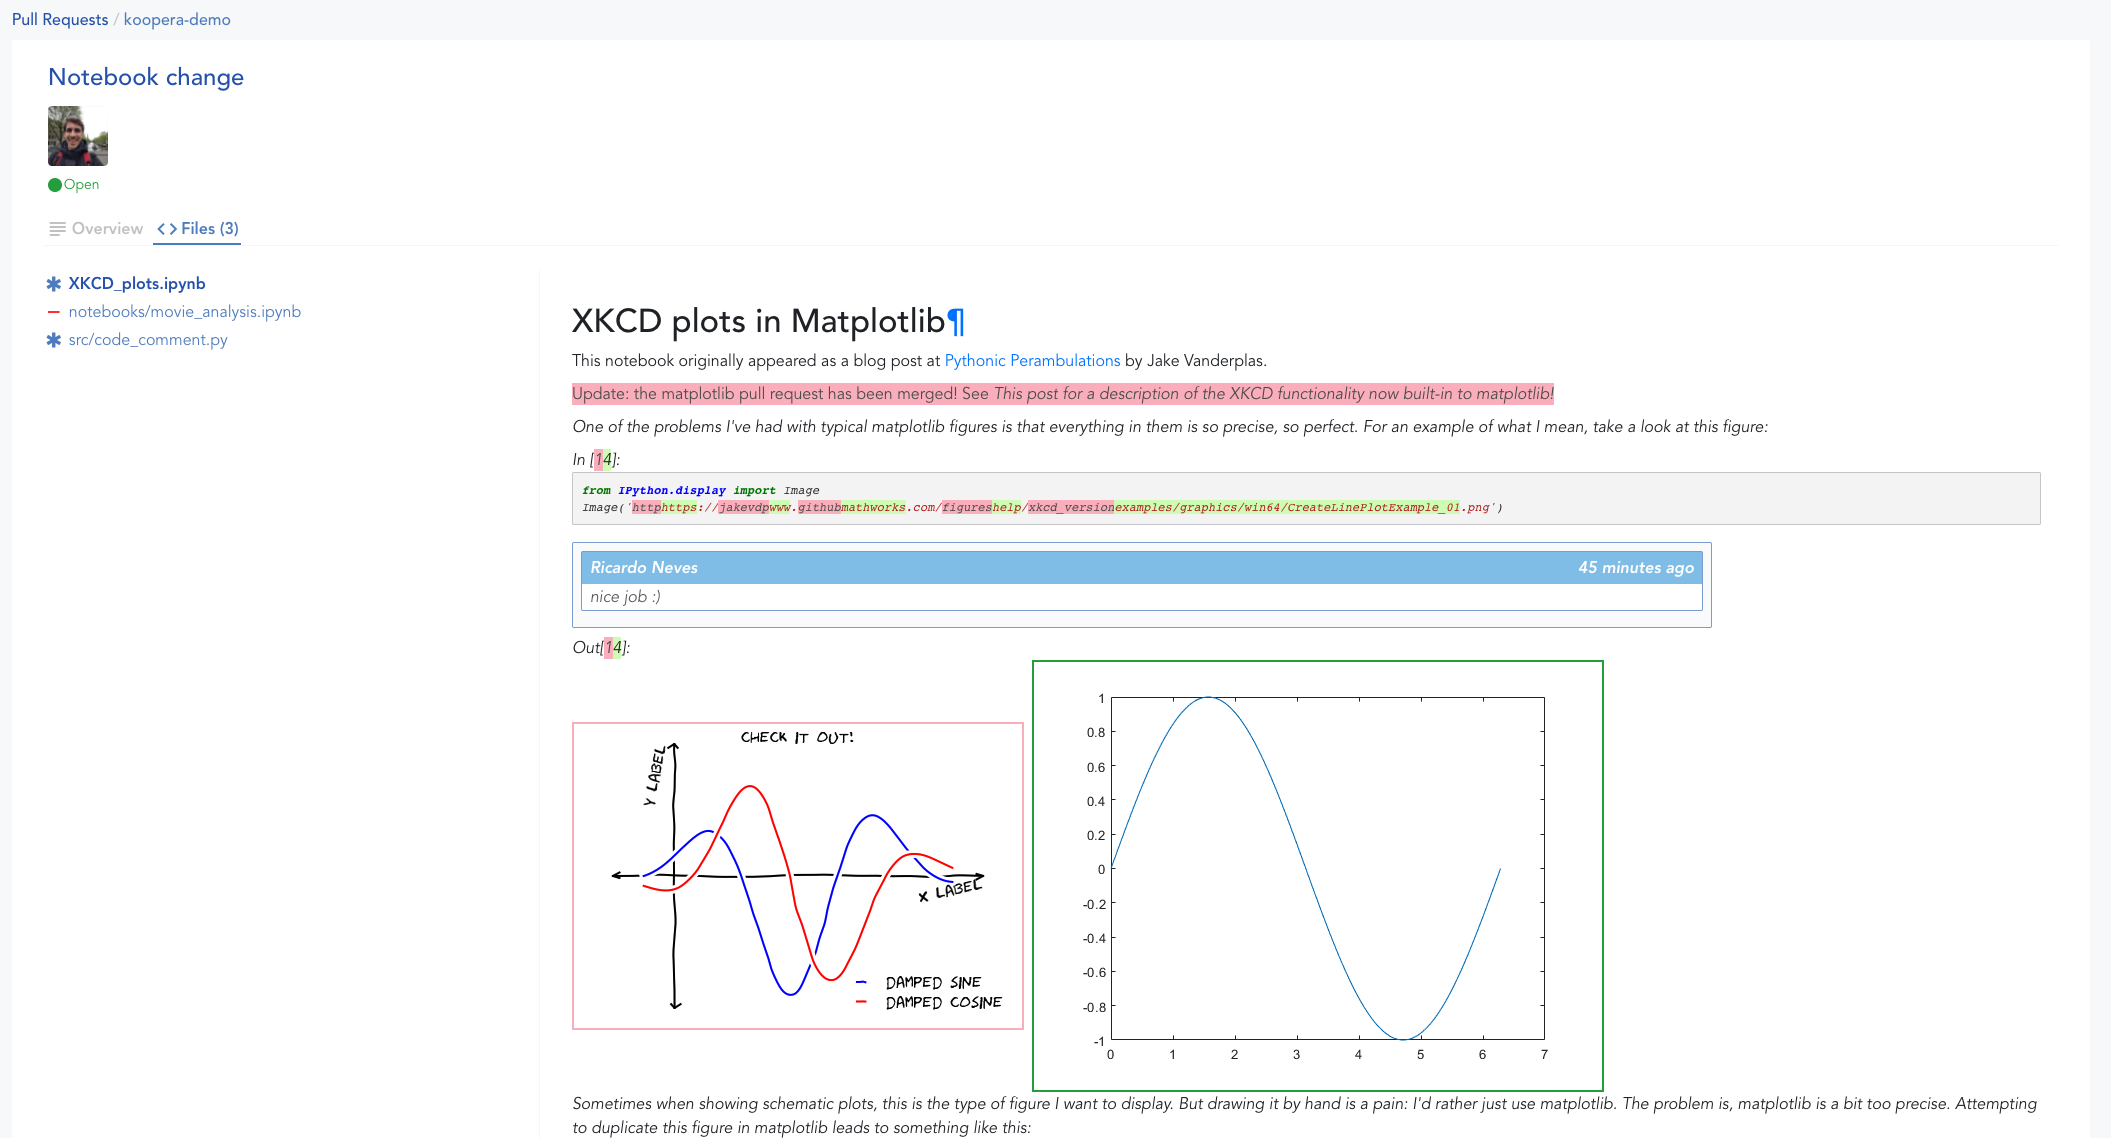 Pull Requests / koopera-demo
Notebook change
Open
Overview <> Files (3)
XKCD_plots.ipynb
notebooks/movie_analysis.ipynb
src/code_comment.py
XKCD plots in Matplotlib¶
This notebook originally appeared as a blog post at Pythonic Perambulations by Jake Vanderplas.
Update: the matplotlib pull request has been merged! See This post for a description of the XKCD functionality now built-in to matplotlib!
One of the problems I've had with typical matplotlib figures is that everything in them is so precise, so perfect. For an example of what I mean, take a look at this figure:
In [14]:
from IPython.display import Image
Image('httphttps://jakevdpwww.githubmathworks.com/figureshelp/xkcd_versionexamples/graphics/win64/CreateLinePlotExample_01.png')
Ricardo Neves 45 minutes ago
nice job :)
Out[14]:
CHECK IT OUT!
Y LABEL
X LABEL
DAMPED SINE
DAMPED COSINE
1
0.8
0.6
0.4
0.2
0
-0.2
-0.4
-0.6
-0.8
-1
0 1 2 3 4 5 6 7
Sometimes when showing schematic plots, this is the type of figure I want to display. But drawing it by hand is a pain: I'd rather just use matplotlib. The problem is, matplotlib is a bit too precise. Attempting
to duplicate this figure in matplotlib leads to something like this: